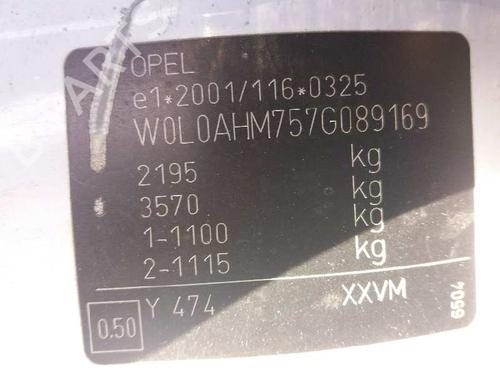 OPEL
e1*2001/116*0325
W0L0AHM757G089169
2195 kg
3570 kg
1-1100 kg
2-1115 kg
0.50 Y 474 XXVM
6504